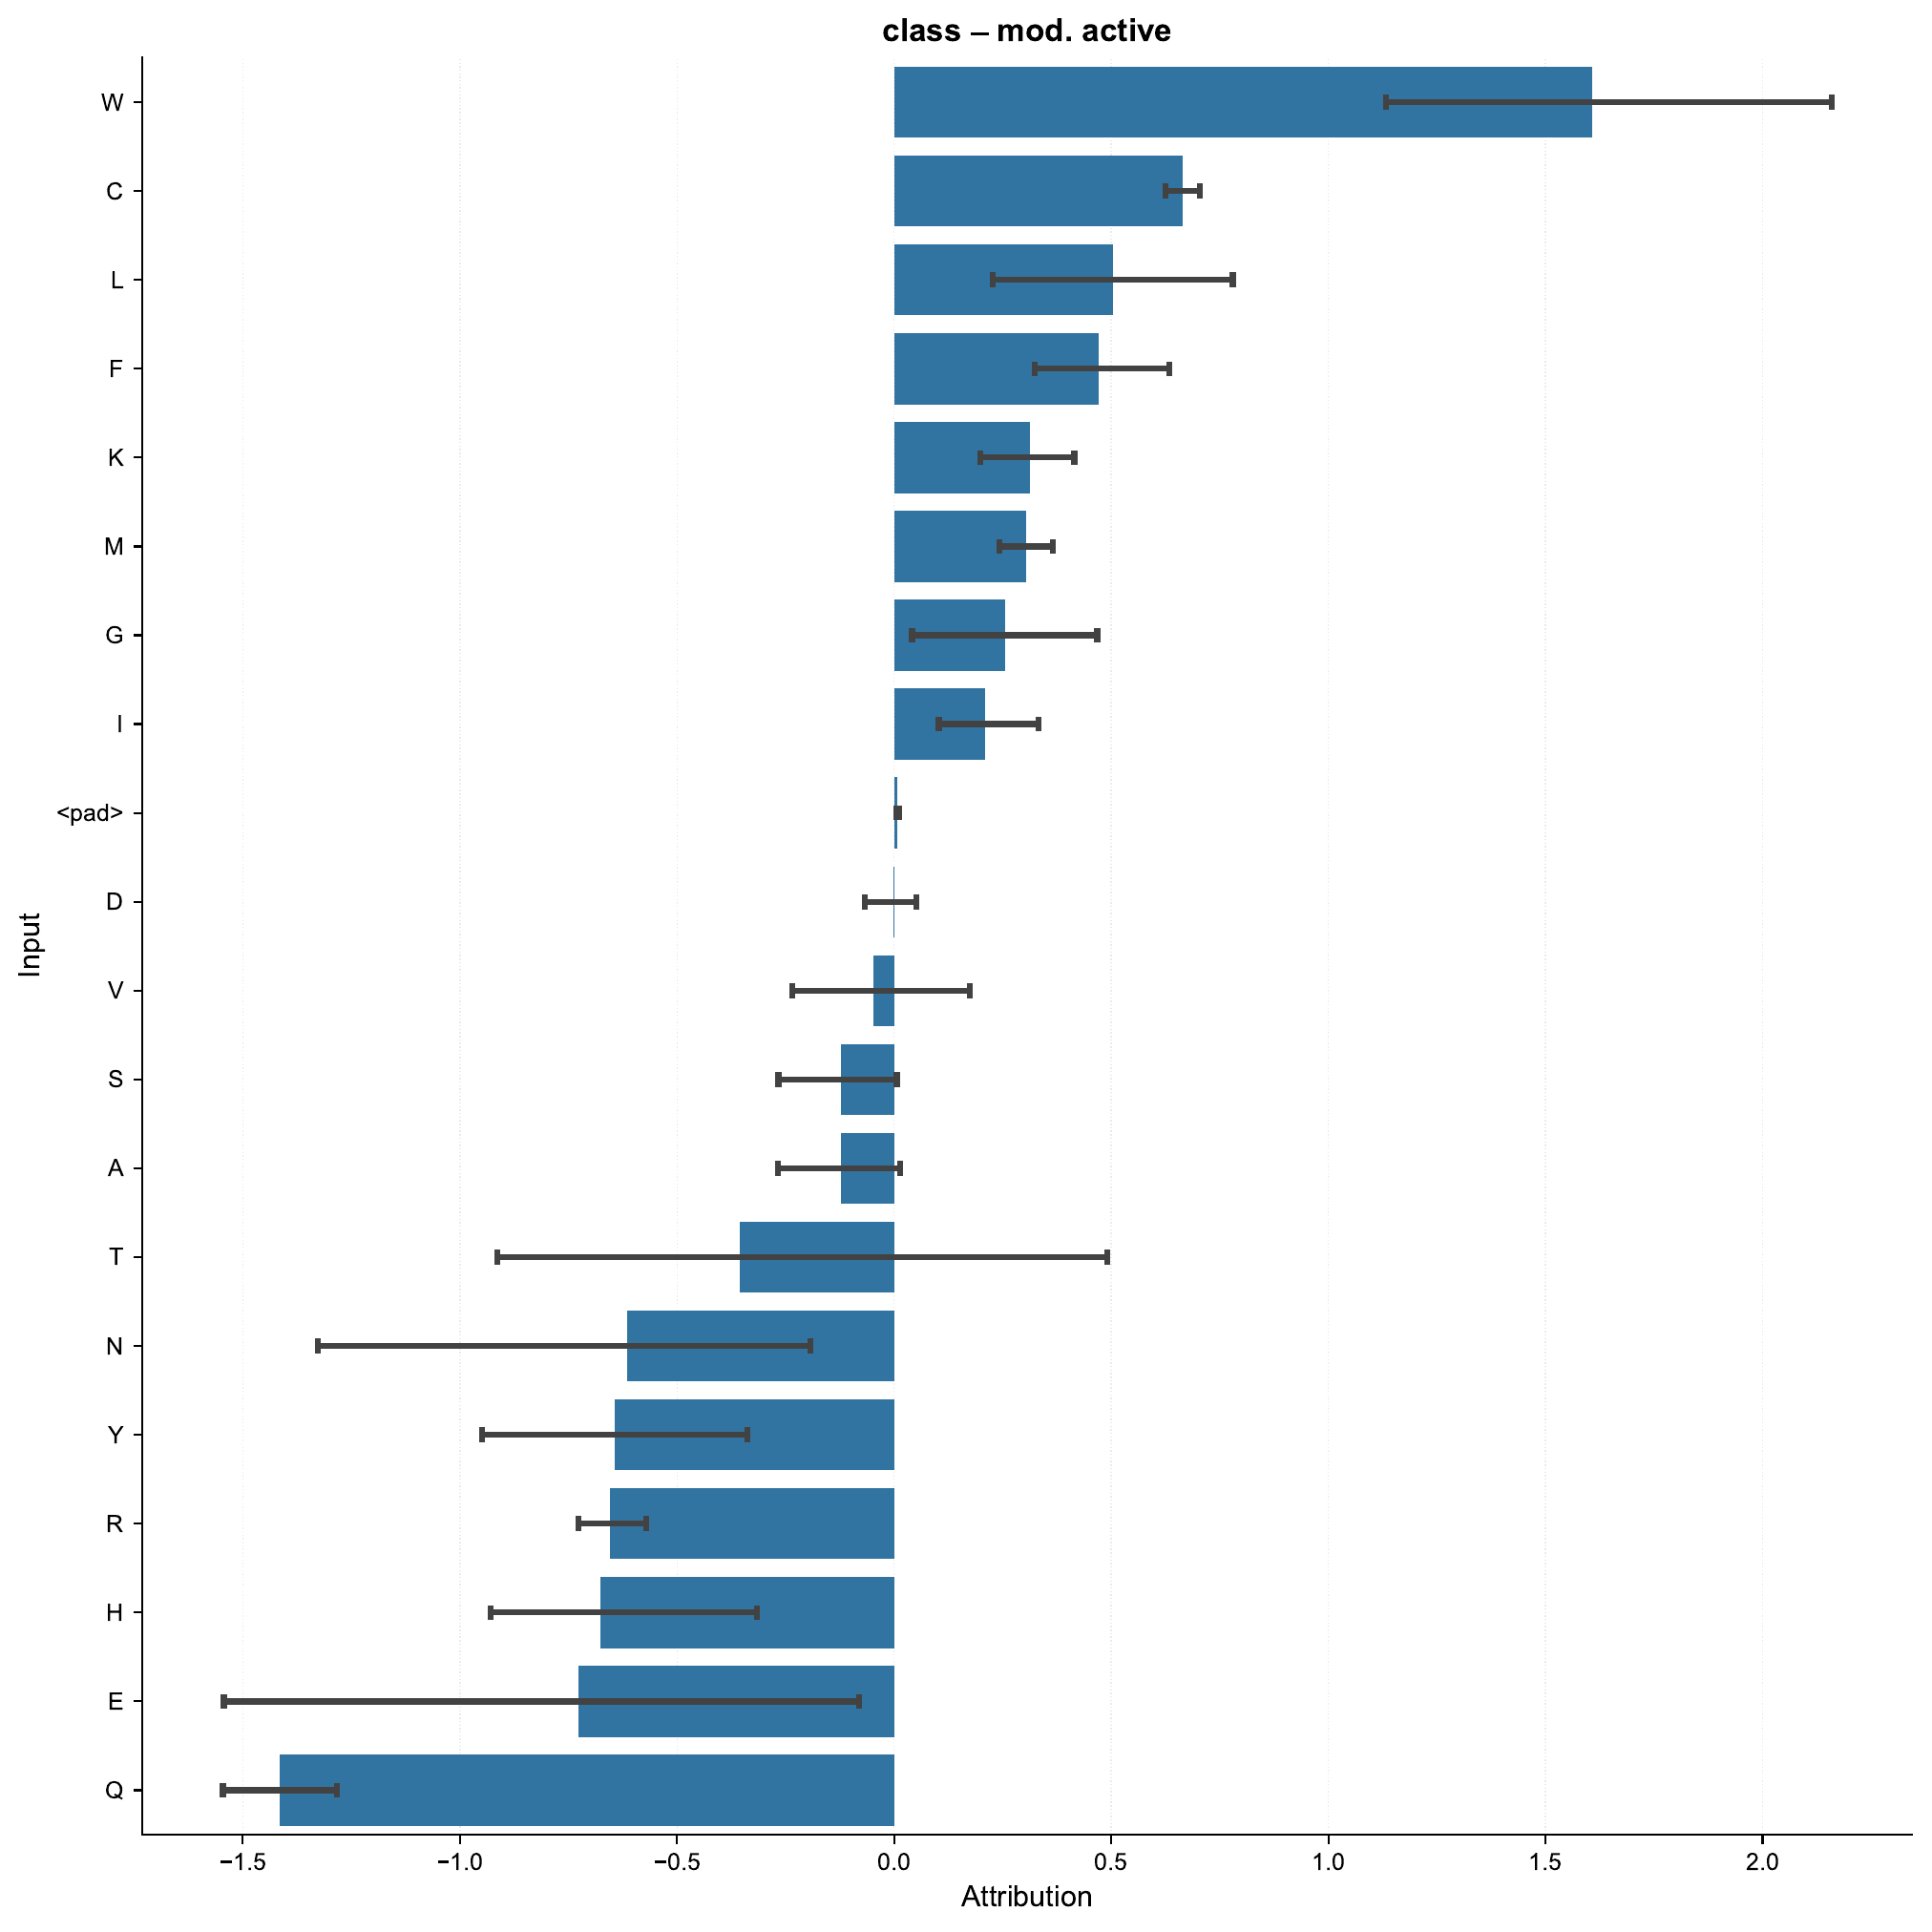 class – mod. active
W
C
L
F
K
M
G
I
<pad>
D
V
S
A
T
N
Y
R
H
E
Q
Input
−1.5 −1.0 −0.5 0.0 0.5 1.0 1.5 2.0
Attribution